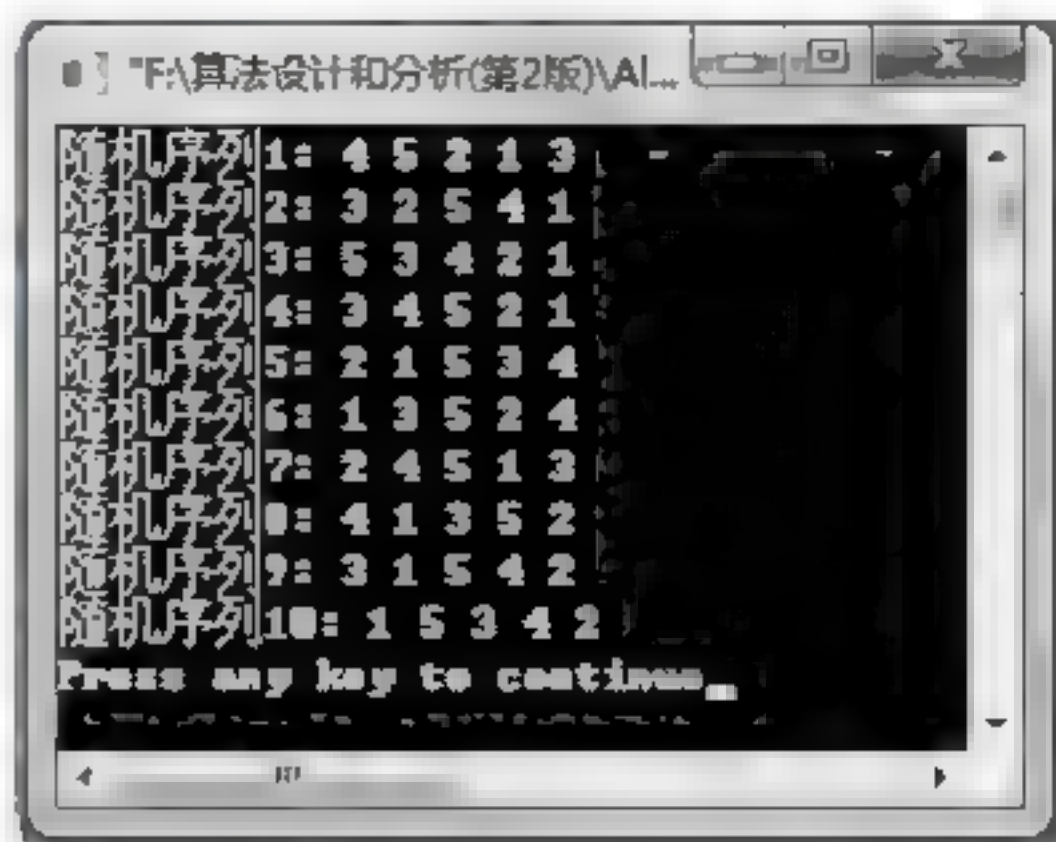 "F:\算法设计和分析(第2版)\Al...
随机序列1: 4 5 2 1 3
随机序列2: 3 2 5 4 1
随机序列3: 5 3 4 2 1
随机序列4: 3 4 5 2 1
随机序列5: 2 1 5 3 4
随机序列6: 1 3 5 2 4
随机序列7: 2 4 5 1 3
随机序列8: 4 1 3 5 2
随机序列9: 3 1 5 4 2
随机序列10: 1 5 3 4 2
Press any key to continue_